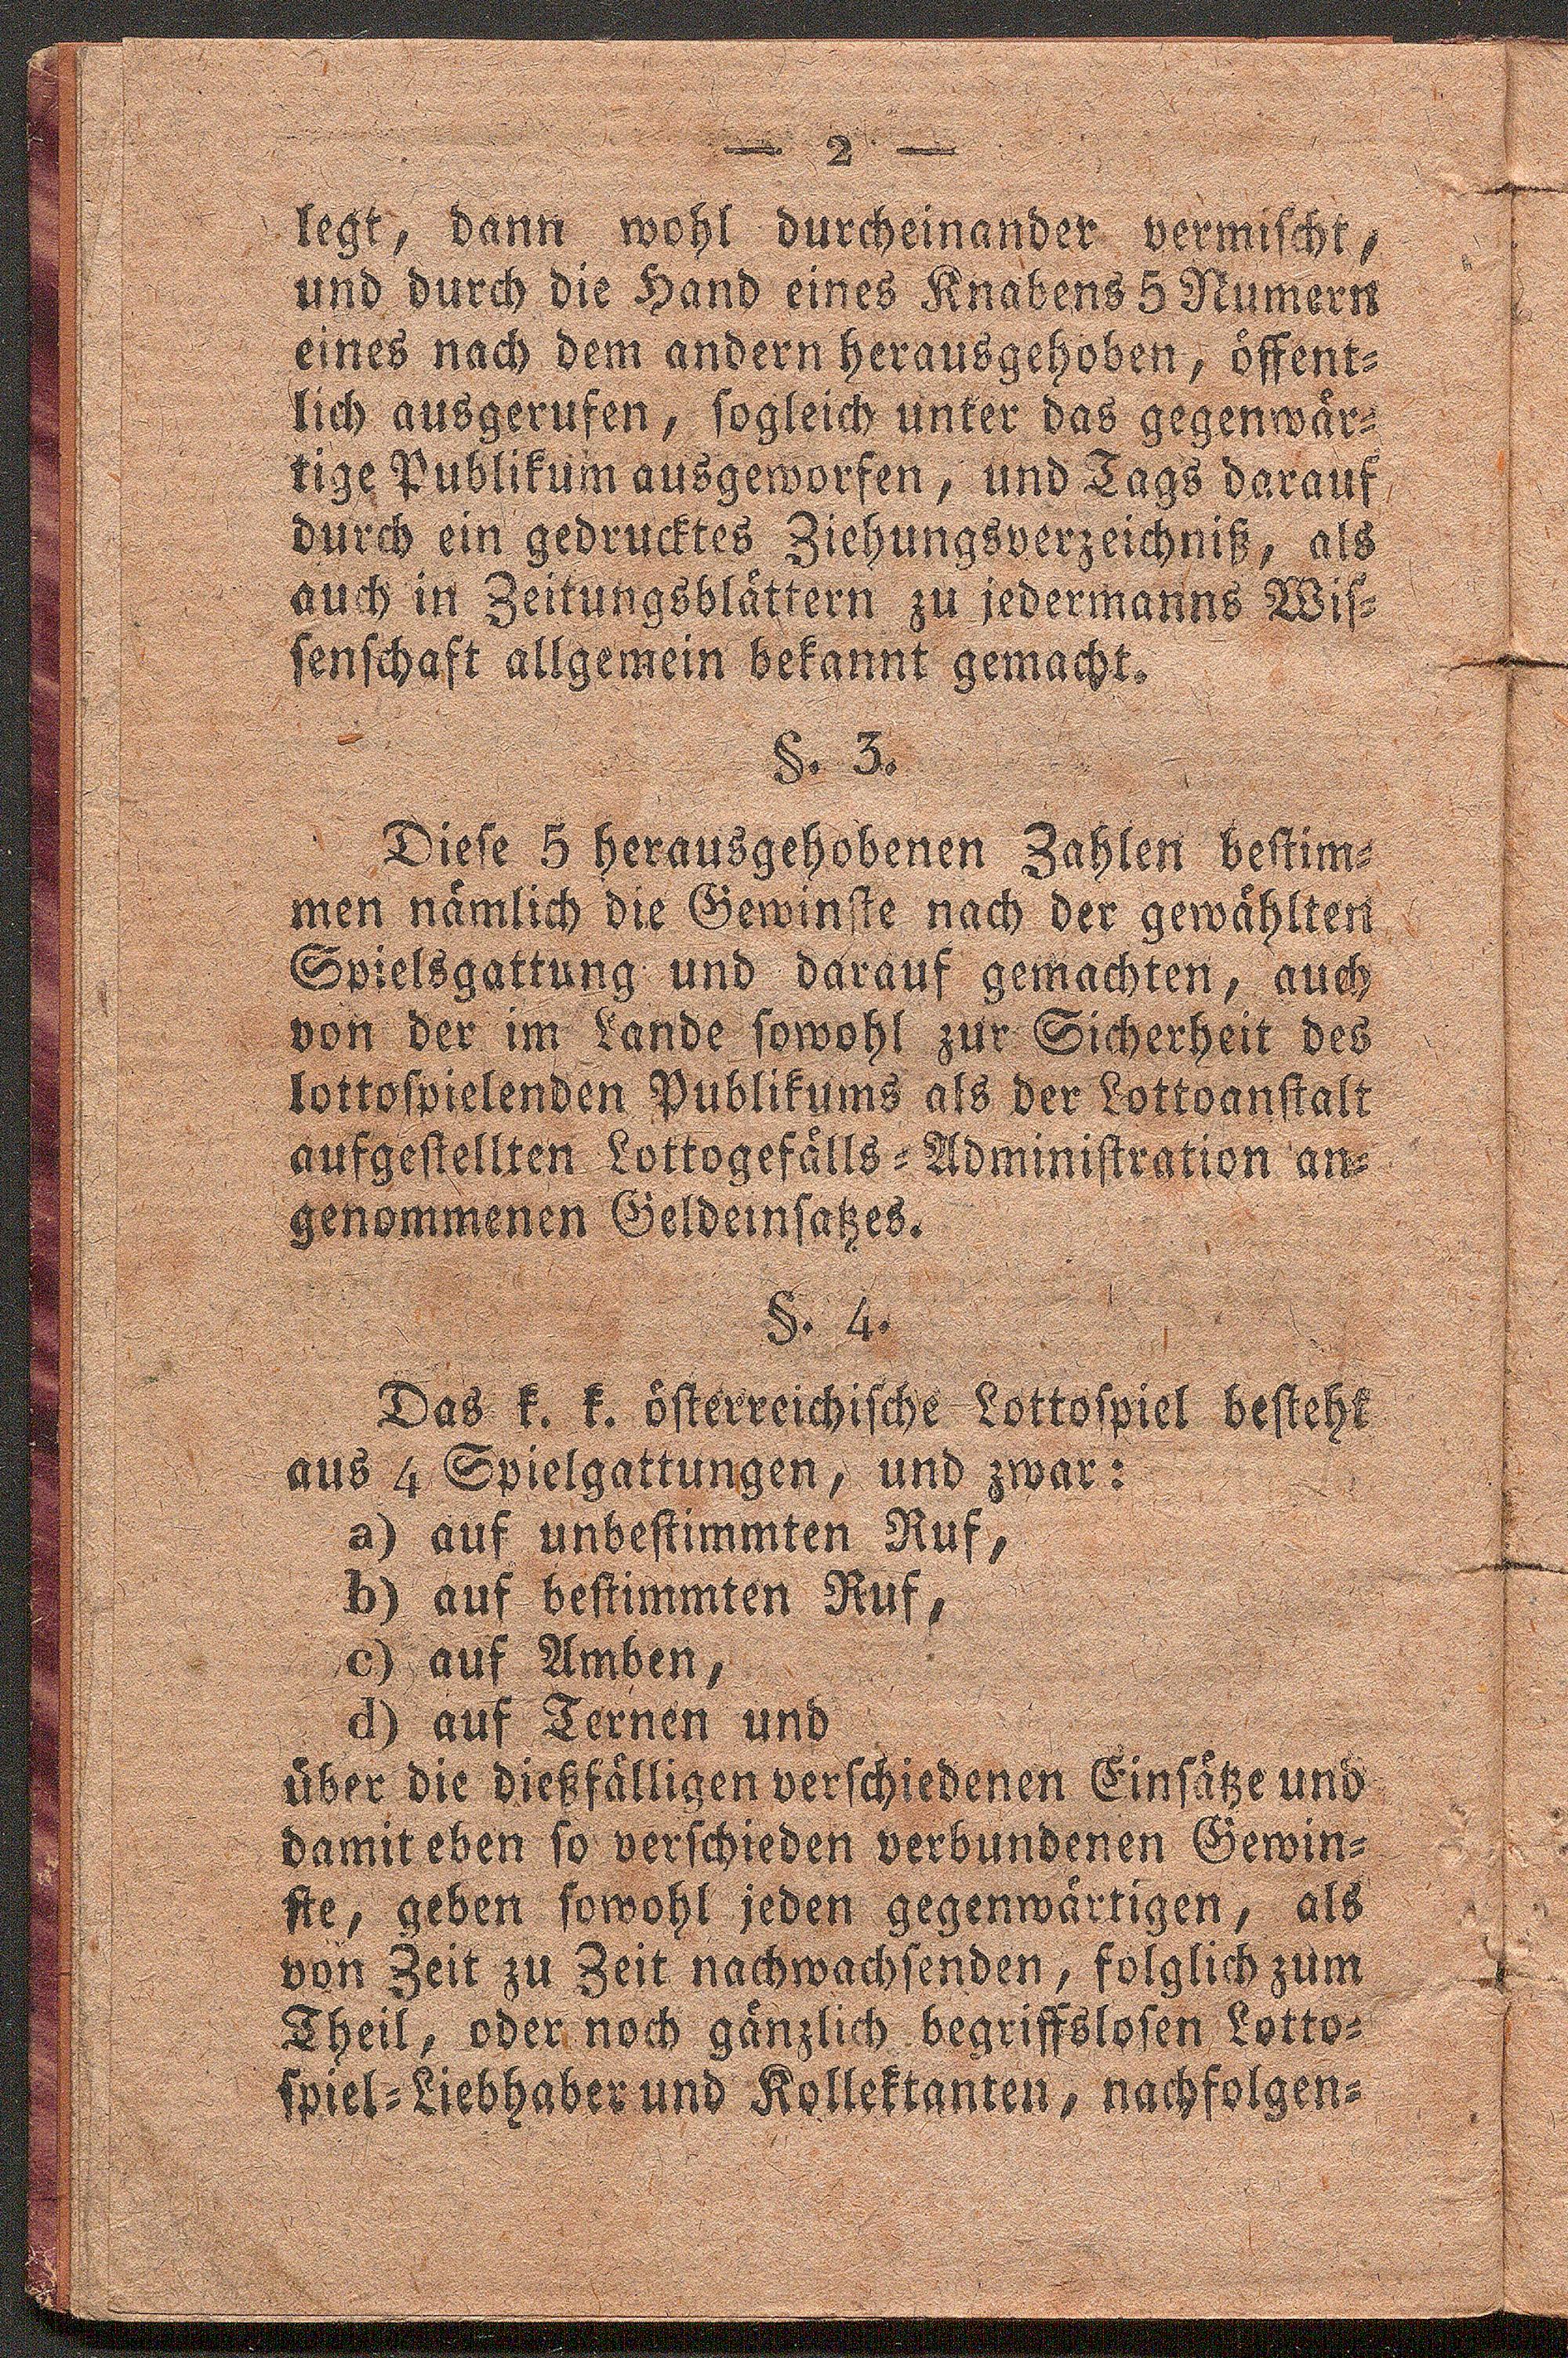 — 2 —
legt, dann wohl durcheinander vermischt,
und durch die Hand eines Knabens 5 Numern
eines nach dem andern herausgehoben, öffent-
lich ausgerufen, sogleich unter das gegenwär-
tige Publikum ausgeworfen, und Tags darauf
durch ein gedrucktes Ziehungsverzeichniß, als
auch in Zeitungsblättern zu jedermanns Wis-
senschaft allgemein bekannt gemacht.
§. 3.
Diese 5 herausgehobenen Zahlen bestim-
men nämlich die Gewinste nach der gewählten
Spielsgattung und darauf gemachten, auch
von der im Lande sowohl zur Sicherheit des
lottospielenden Publikums als der Lottoanstalt
aufgestellten Lottogefälls-Administration an-
genommenen Geldeinsatzes.
§. 4.
Das k. k. österreichische Lottospiel besteht
aus 4 Spielgattungen, und zwar:
a) auf unbestimmten Ruf,
b) auf bestimmten Ruf,
c) auf Amben,
d) auf Ternen und
über die dießfälligen verschiedenen Einsätze und
damit eben so verschieden verbundenen Gewin-
ste, geben sowohl jeden gegenwärtigen, als
von Zeit zu Zeit nachwachsenden, folglich zum
Theil, oder noch gänzlich begriffslosen Lotto-
spiel-Liebhaber und Kollektanten, nachfolgen-